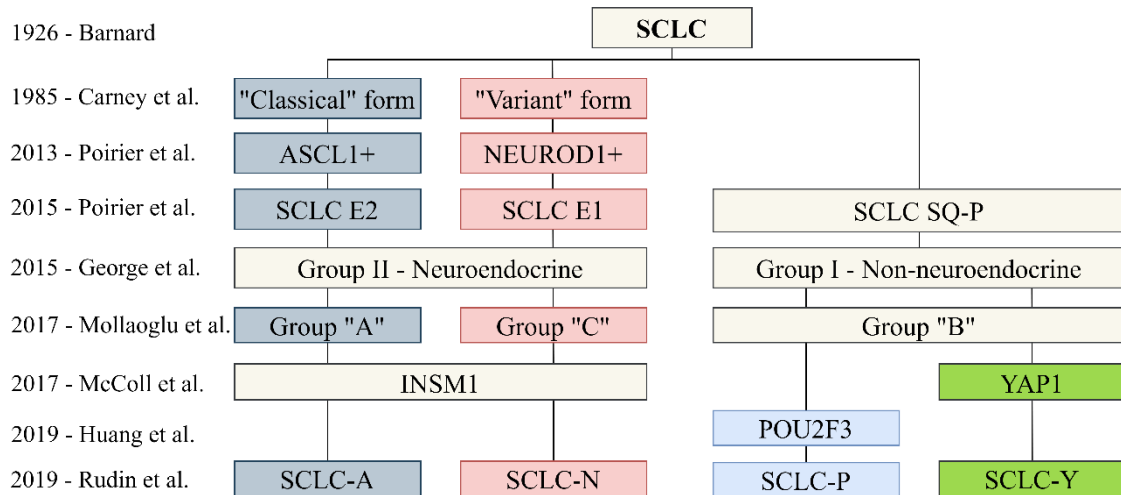 1926 - Barnard
SCLC
1985 - Carney et al.
"Classical" form
"Variant" form
2013 - Poirier et al.
ASCL1+
NEUROD1+
2015 - Poirier et al.
SCLC E2
SCLC E1
SCLC SQ-P
2015 - George et al.
Group II - Neuroendocrine
Group I - Non-neuroendocrine
2017 - Mollaoglu et al.
Group "A"
Group "C"
Group "B"
2017 - McColl et al.
INSM1
YAP1
2019 - Huang et al.
POU2F3
2019 - Rudin et al.
SCLC-A
SCLC-N
SCLC-P
SCLC-Y